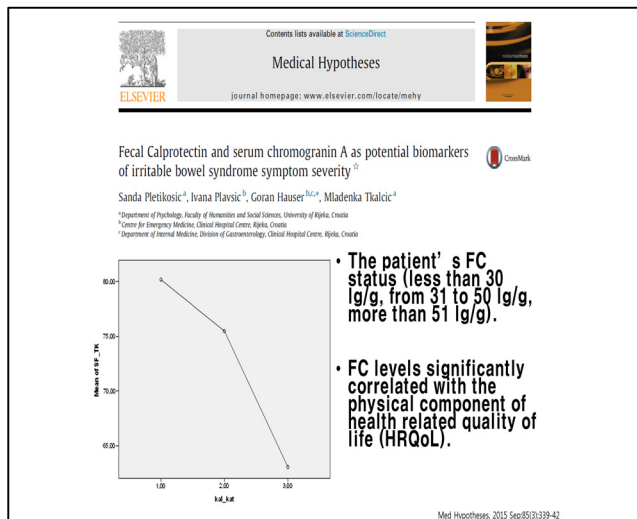 Contents lists available at ScienceDirect
Medical Hypotheses
ELSEVIER
journal homepage: www.elsevier.com/locate/mehy
Fecal Calprotectin and serum chromogranin A as potential biomarkers
of irritable bowel syndrome symptom severity ☆
CrossMark
Sanda Pletikosic a, Ivana Plavsic b, Goran Hauser b,c,*, Mladenka Tkalcic a
a Department of Psychology, Faculty of Humanities and Social Sciences, University of Rijeka, Croatia
b Centre for Emergency Medicine, Clinical Hospital Centre, Rijeka, Croatia
c Department of Internal Medicine, Division of Gastroenterology, Clinical Hospital Centre, Rijeka, Croatia
80,00
75,00
70,00
65,00
Mean of SF_TK
1,00
2,00
3,00
kal_kat
• The patient's FC
status (less than 30
lg/g, from 31 to 50 lg/g,
more than 51 lg/g).
• FC levels significantly
correlated with the
physical component of
health related quality of
life (HRQoL).
Med Hypotheses. 2015 Sep;85(3):339-42